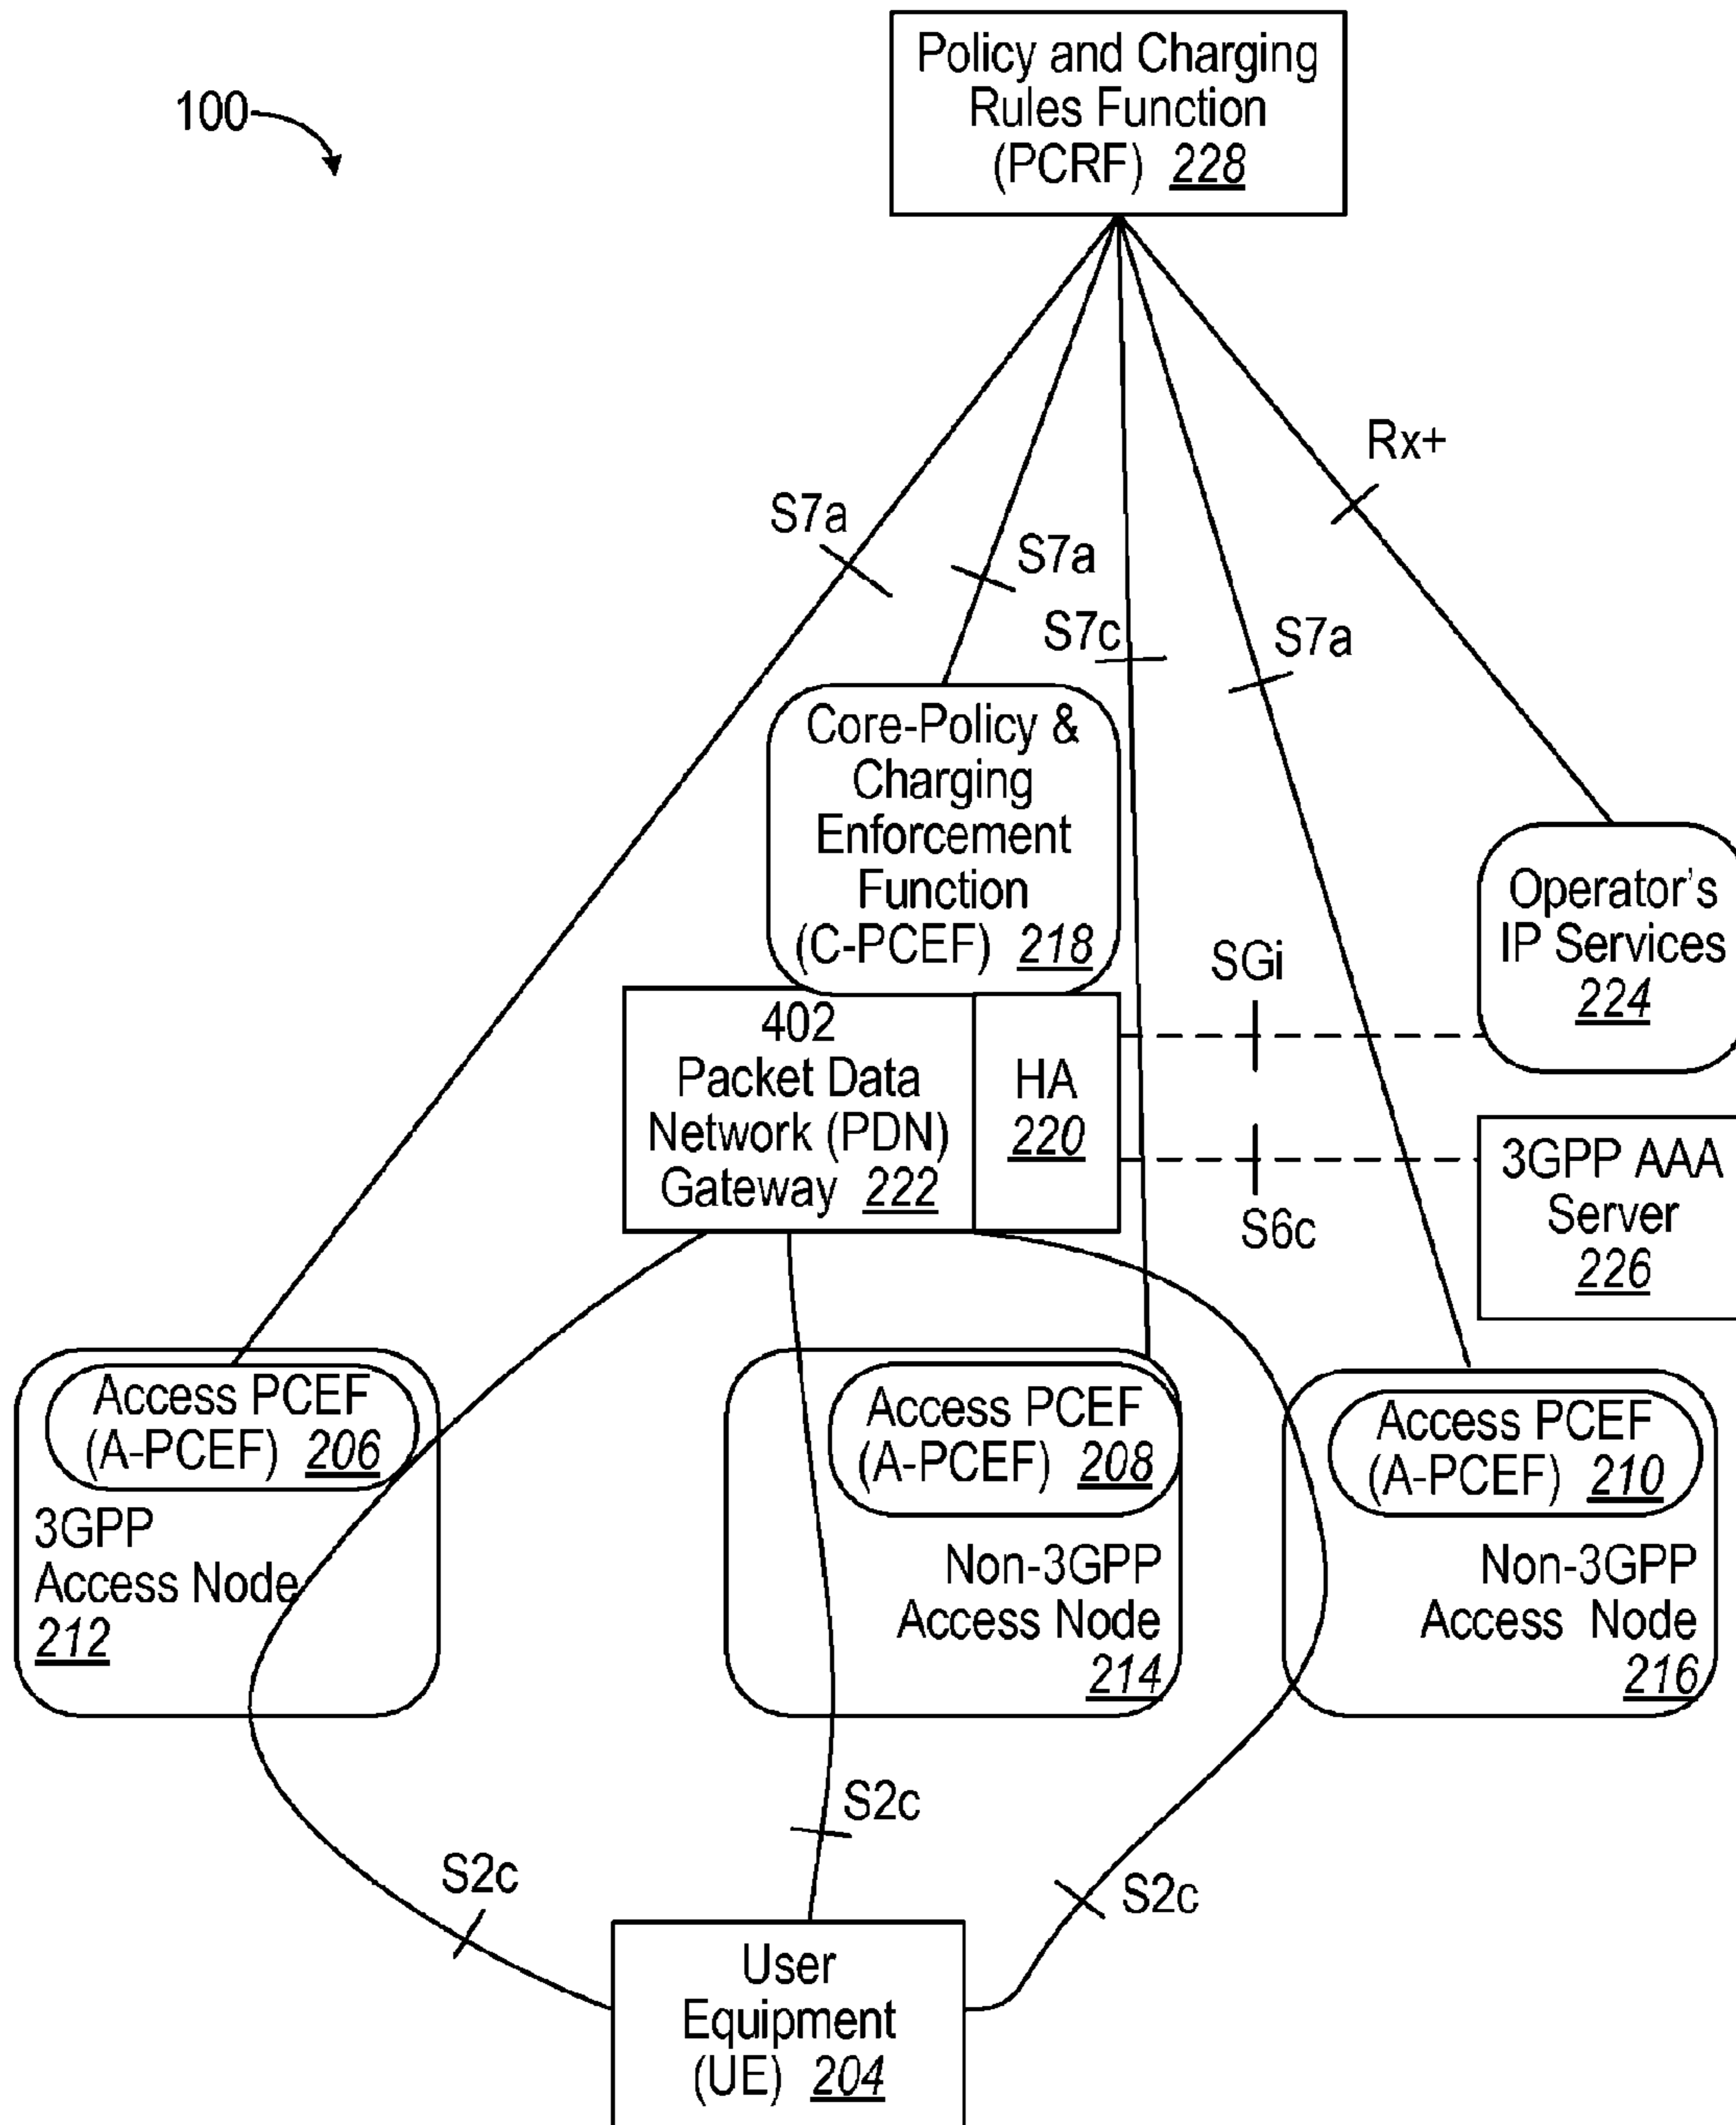 Policy and Charging
Rules Function
(PCRF) 228
100
Rx+
S7a
S7a
S7c
S7a
Core-Policy &
Charging
Enforcement
Function
(C-PCEF) 218
Operator's
IP Services
224
SGi
402
Packet Data
Network (PDN)
Gateway 222
HA
220
3GPP AAA
Server
226
S6c
Access PCEF
(A-PCEF) 206
3GPP
Access Node
212
Access PCEF
(A-PCEF) 208
Non-3GPP
Access Node
214
Access PCEF
(A-PCEF) 210
Non-3GPP
Access Node
216
S2c
S2c
S2c
User
Equipment
(UE) 204